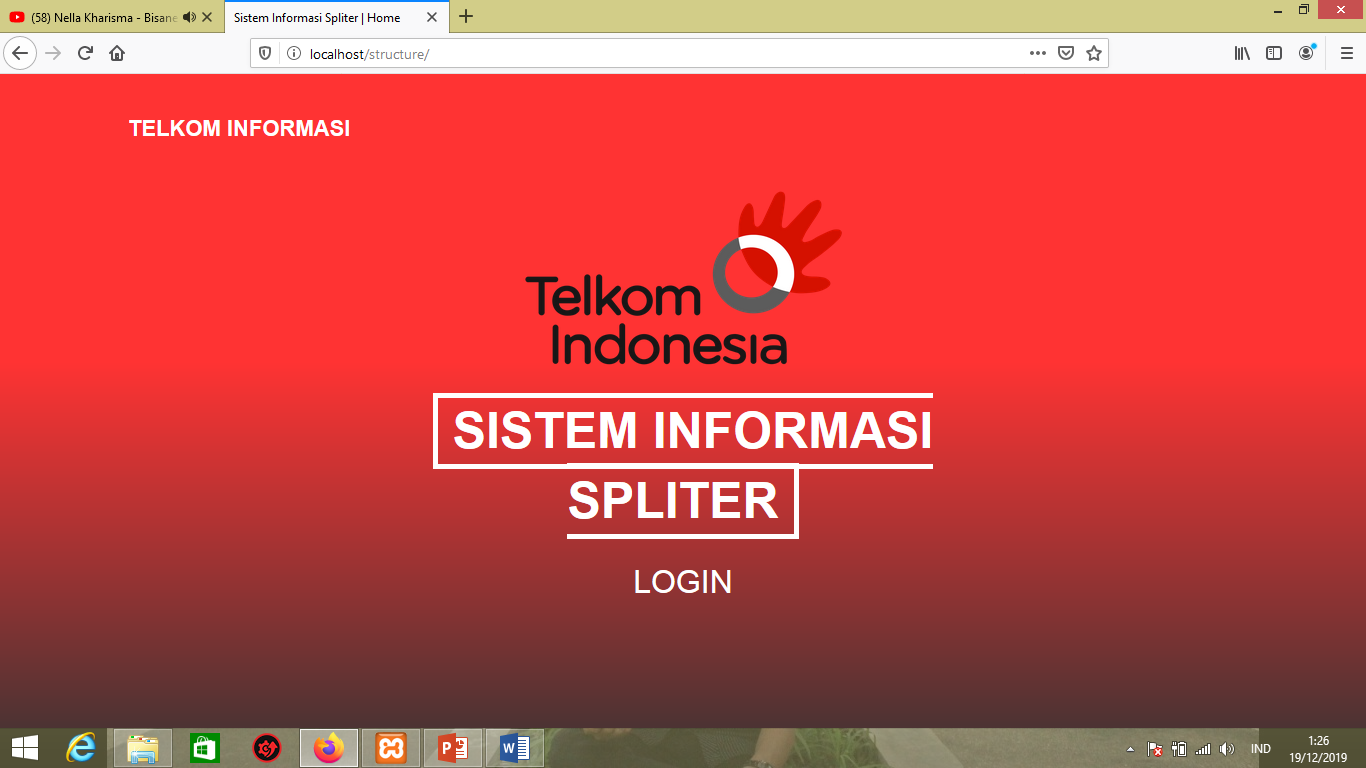 (58) Nella Kharisma - Bisane
Sistem Informasi Spliter | Home
localhost/structure/
TELKOM INFORMASI
Telkom
Indonesia
SISTEM INFORMASI
SPLITER
LOGIN
IND
1:26
19/12/2019